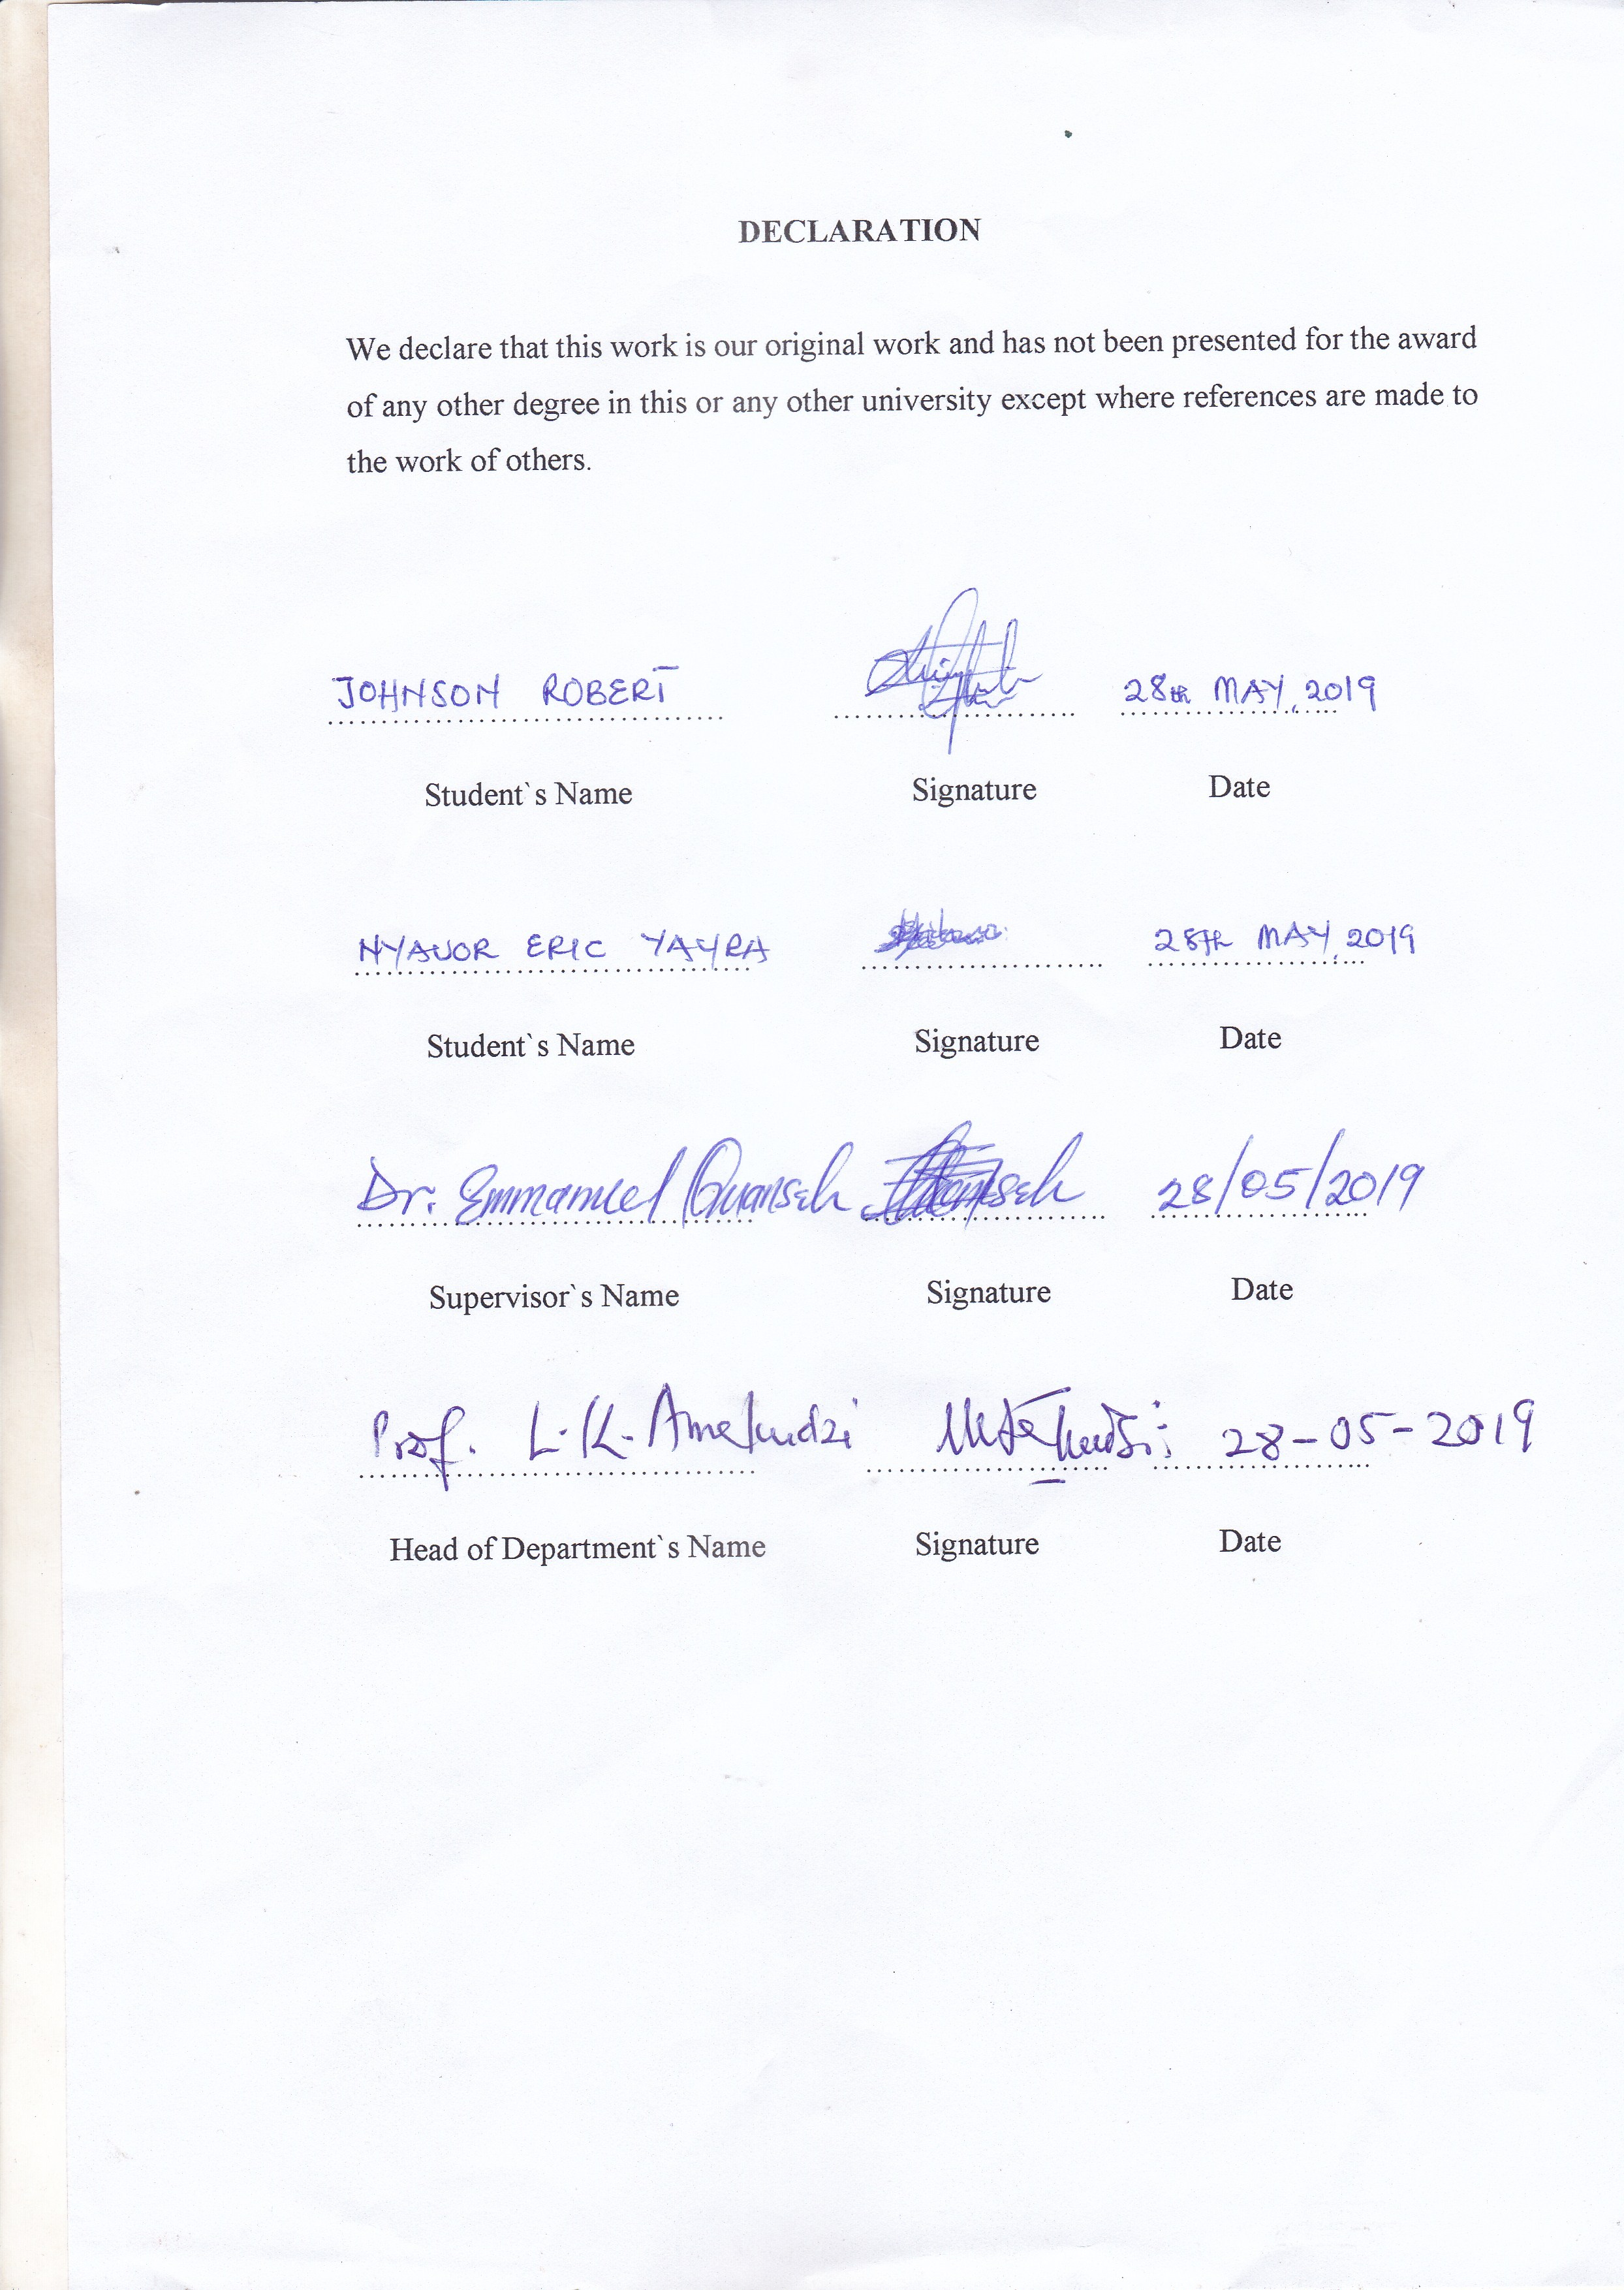 DECLARATION
We declare that this work is our original work and has not been presented for the award
of any other degree in this or any other university except where references are made to
the work of others.
JOHNSON ROBERT 28th MAY, 2019
Student`s Name Signature Date
NYAVOR ERIC YAYRA 28th MAY, 2019
Student`s Name Signature Date
Dr. Emmanuel Quansah 28/05/2019
Supervisor`s Name Signature Date
Prof. L.K. Amekudzi 28-05-2019
Head of Department`s Name Signature Date